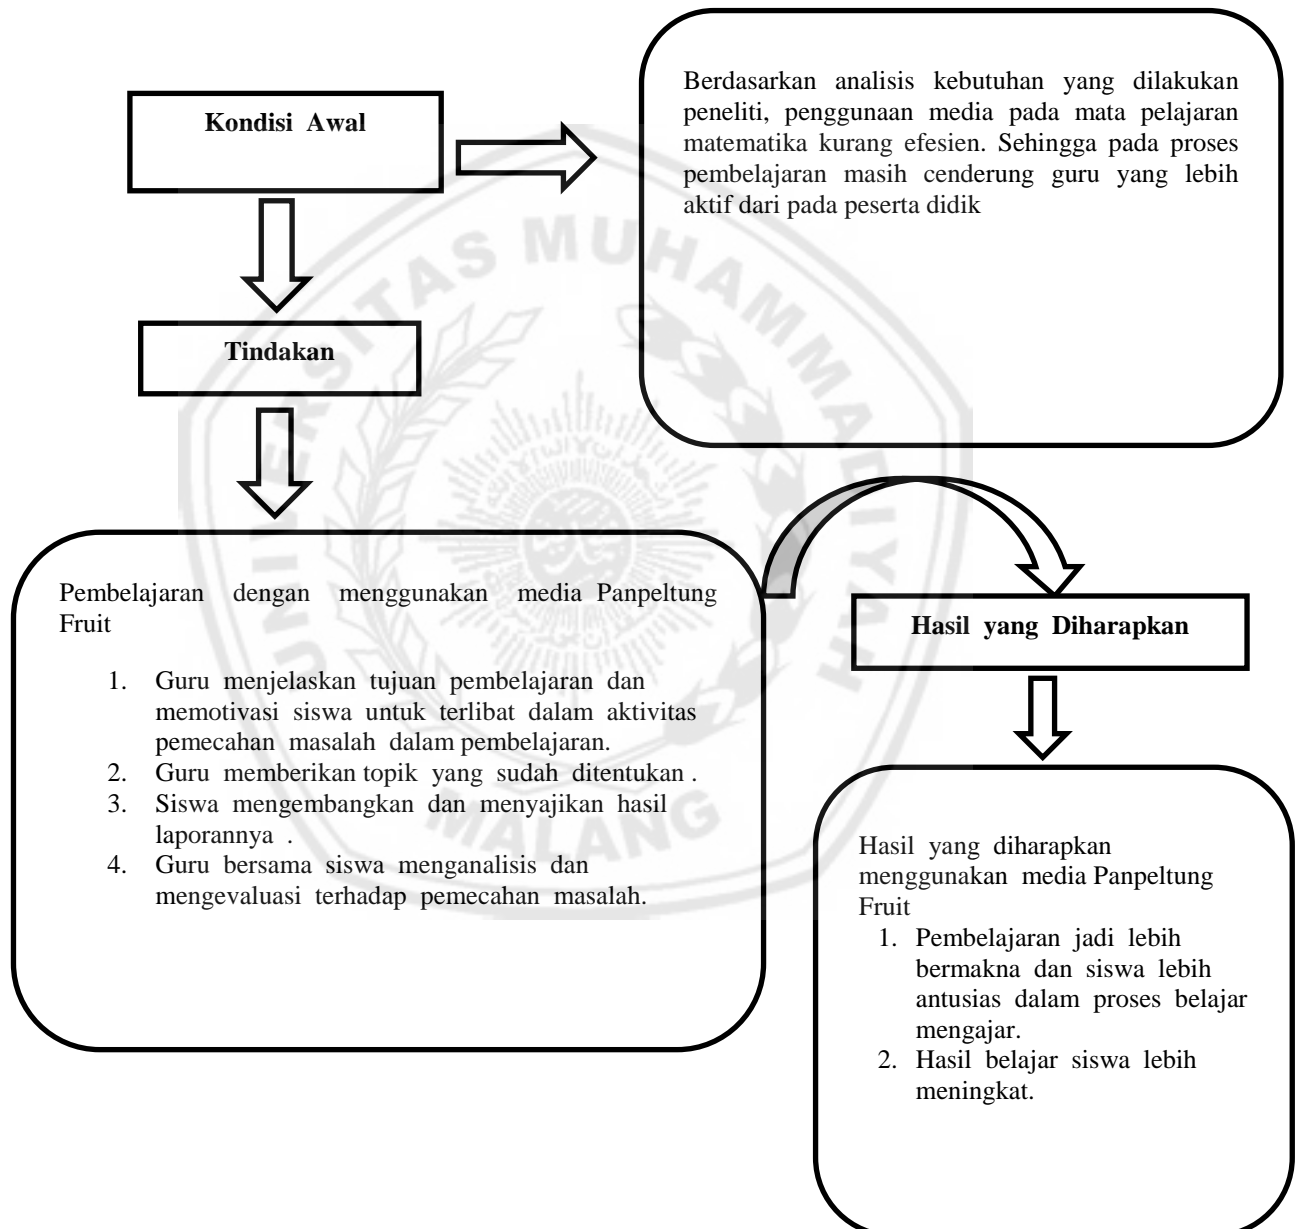 Kondisi Awal
Berdasarkan analisis kebutuhan yang dilakukan
peneliti, penggunaan media pada mata pelajaran
matematika kurang efesien. Sehingga pada proses
pembelajaran masih cenderung guru yang lebih
aktif dari pada peserta didik
Tindakan
Pembelajaran dengan menggunakan media Panpeltung
Fruit
1. Guru menjelaskan tujuan pembelajaran dan
memotivasi siswa untuk terlibat dalam aktivitas
pemecahan masalah dalam pembelajaran.
2. Guru memberikan topik yang sudah ditentukan .
3. Siswa mengembangkan dan menyajikan hasil
laporannya .
4. Guru bersama siswa menganalisis dan
mengevaluasi terhadap pemecahan masalah.
Hasil yang Diharapkan
Hasil yang diharapkan
menggunakan media Panpeltung
Fruit
1. Pembelajaran jadi lebih
bermakna dan siswa lebih
antusias dalam proses belajar
mengajar.
2. Hasil belajar siswa lebih
meningkat.
UNIVERSITAS MUHAMMADIYAH
MALANG